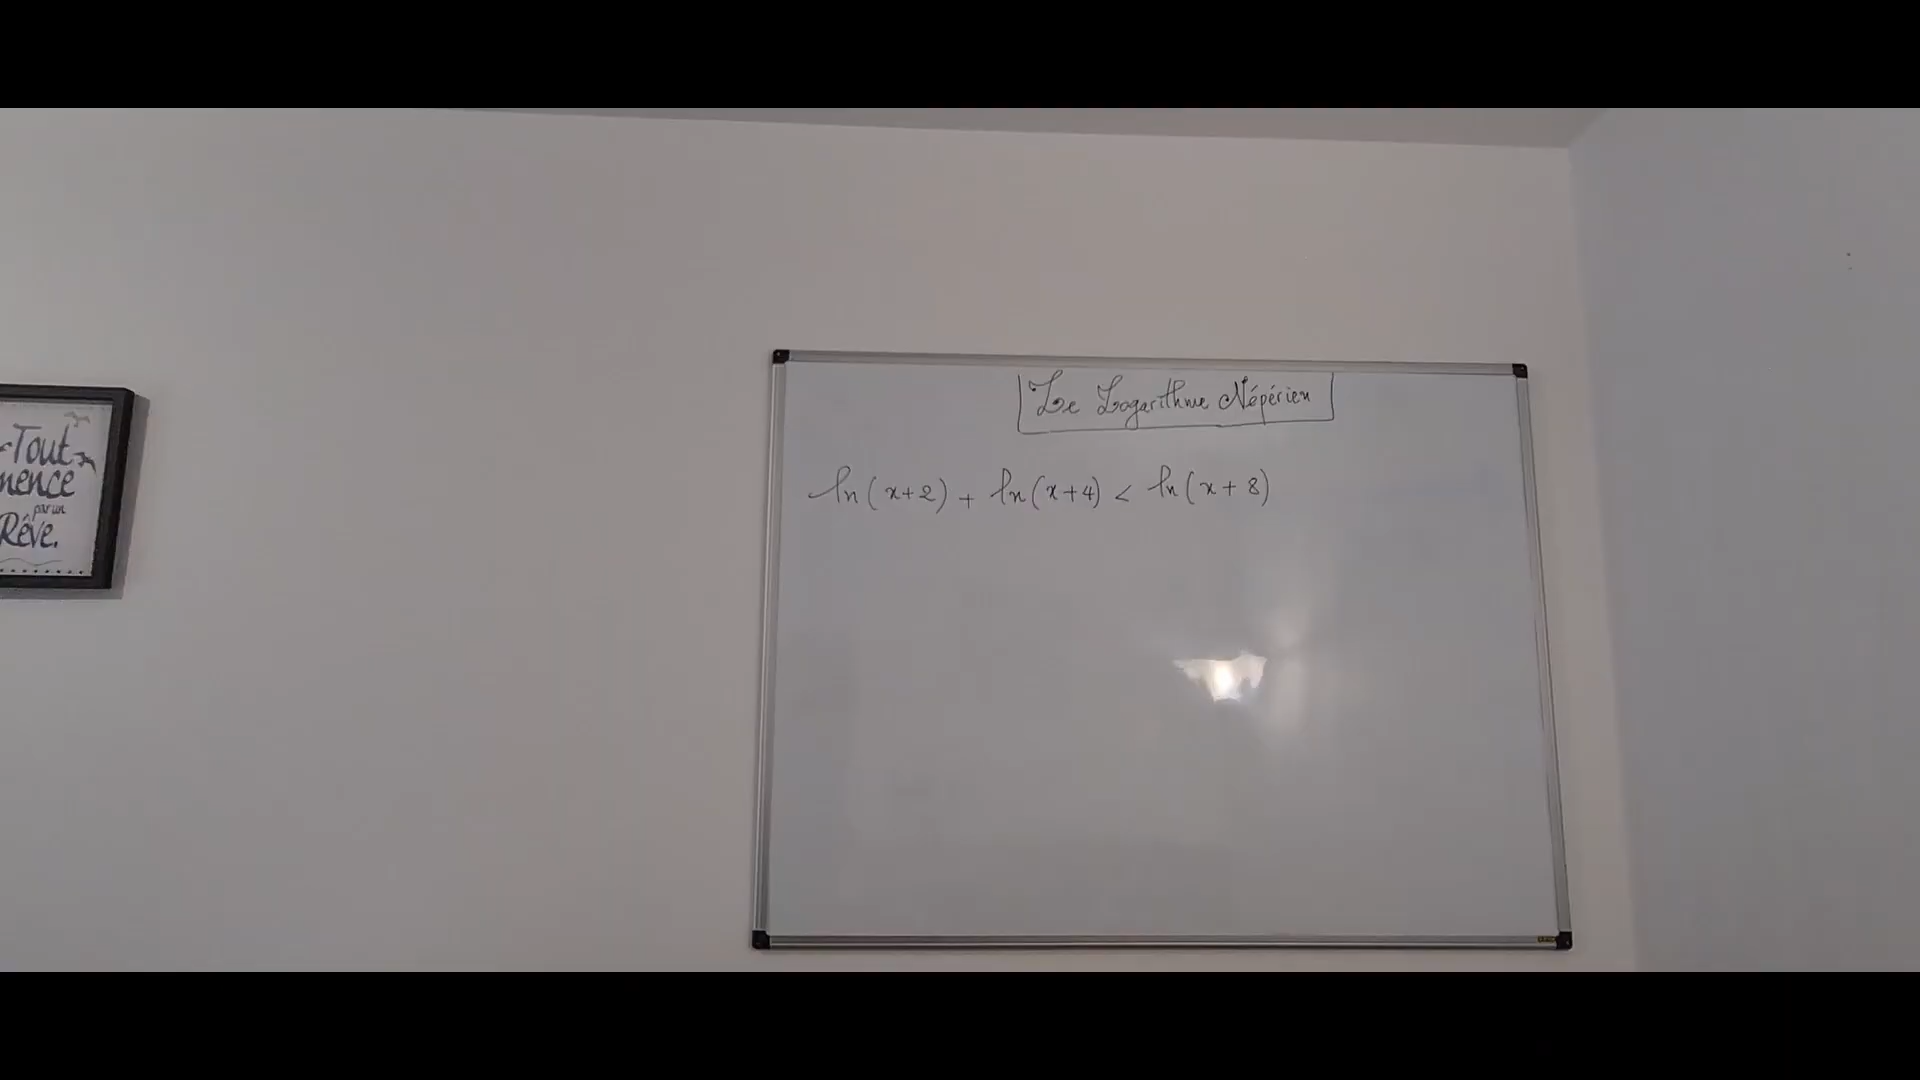 Tout
mence
par un
Rêve.
Le Logarithme Népérien
ln(x+2) + ln(x+4) < ln(x+8)